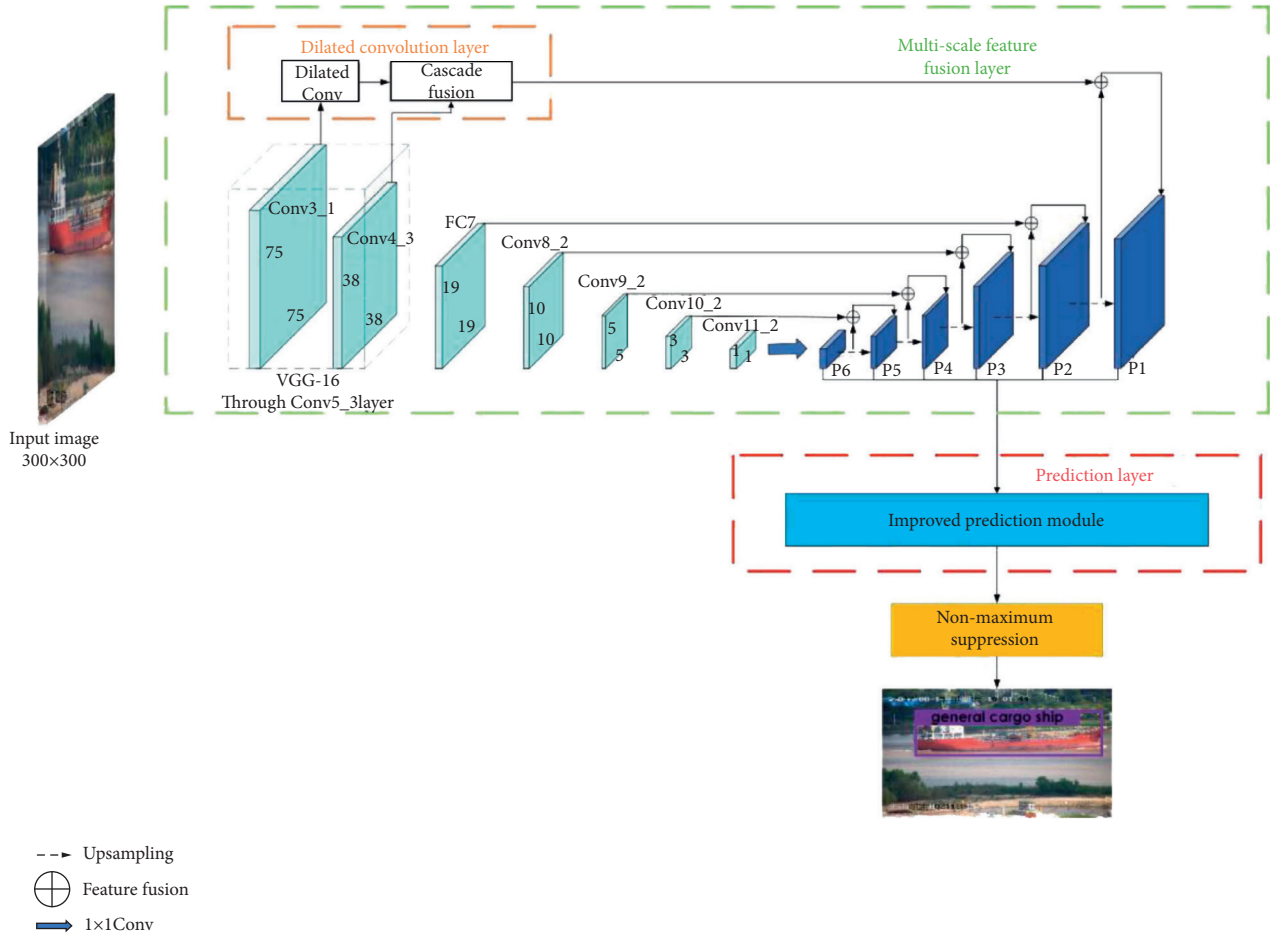 Dilated convolution layer
Multi-scale feature
fusion layer
Dilated
Conv
Cascade
fusion
Conv3_1
75
75
Conv4_3
38
38
FC7
19
19
Conv8_2
10
10
Conv9_2
5
5
Conv10_2
3
3
Conv11_2
1
1
P6
P5
P4
P3
P2
P1
VGG-16
Through Conv5_3layer
Input image
300×300
Prediction layer
Improved prediction module
Non-maximum
suppression
general cargo ship
Upsampling
Feature fusion
1×1Conv